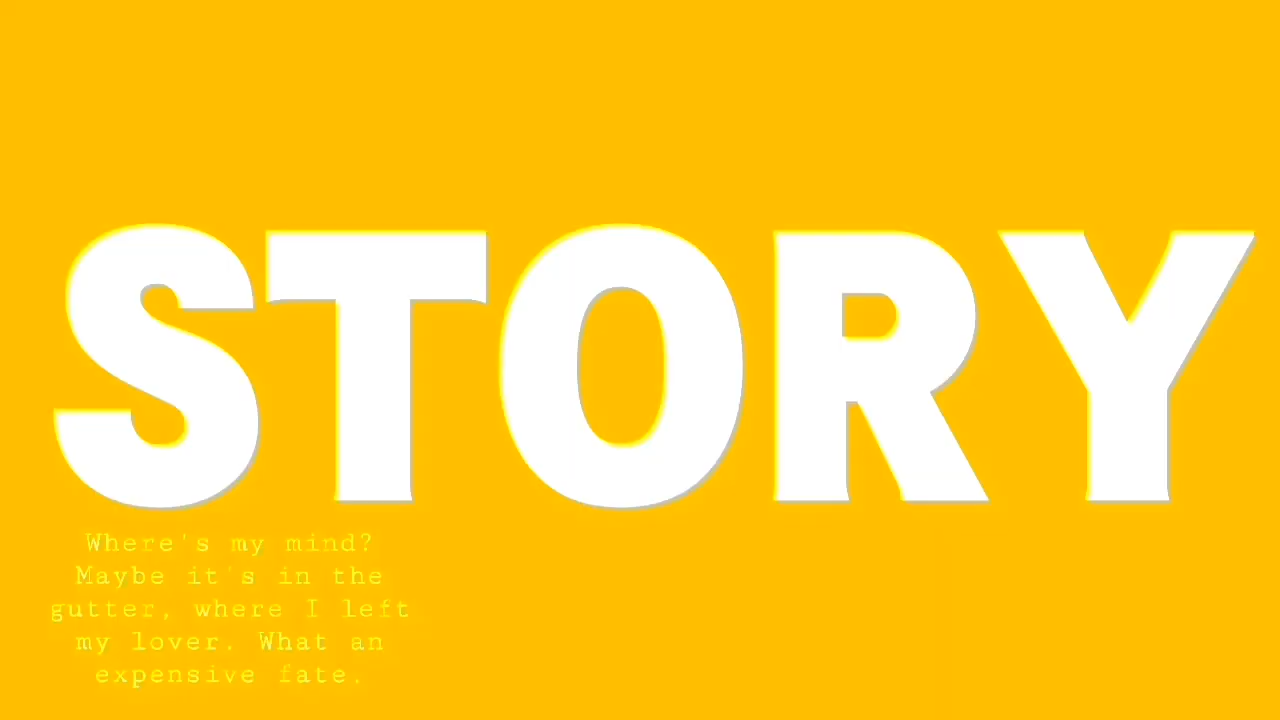 STORY
Where's my mind?
Maybe it's in the
gutter, where I left
my lover. What an
expensive fate.